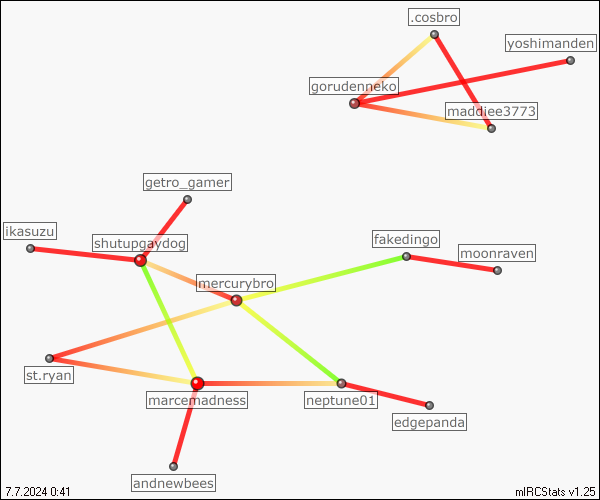 .cosbro
yoshimanden
gorudenneko
maddiee3773
getro_gamer
ikasuzu
shutupgaydog
fakedingo
moonraven
mercurybro
st.ryan
marcemadness
neptune01
edgepanda
andnewbees
7.7.2024 0:41
mIRCStats v1.25